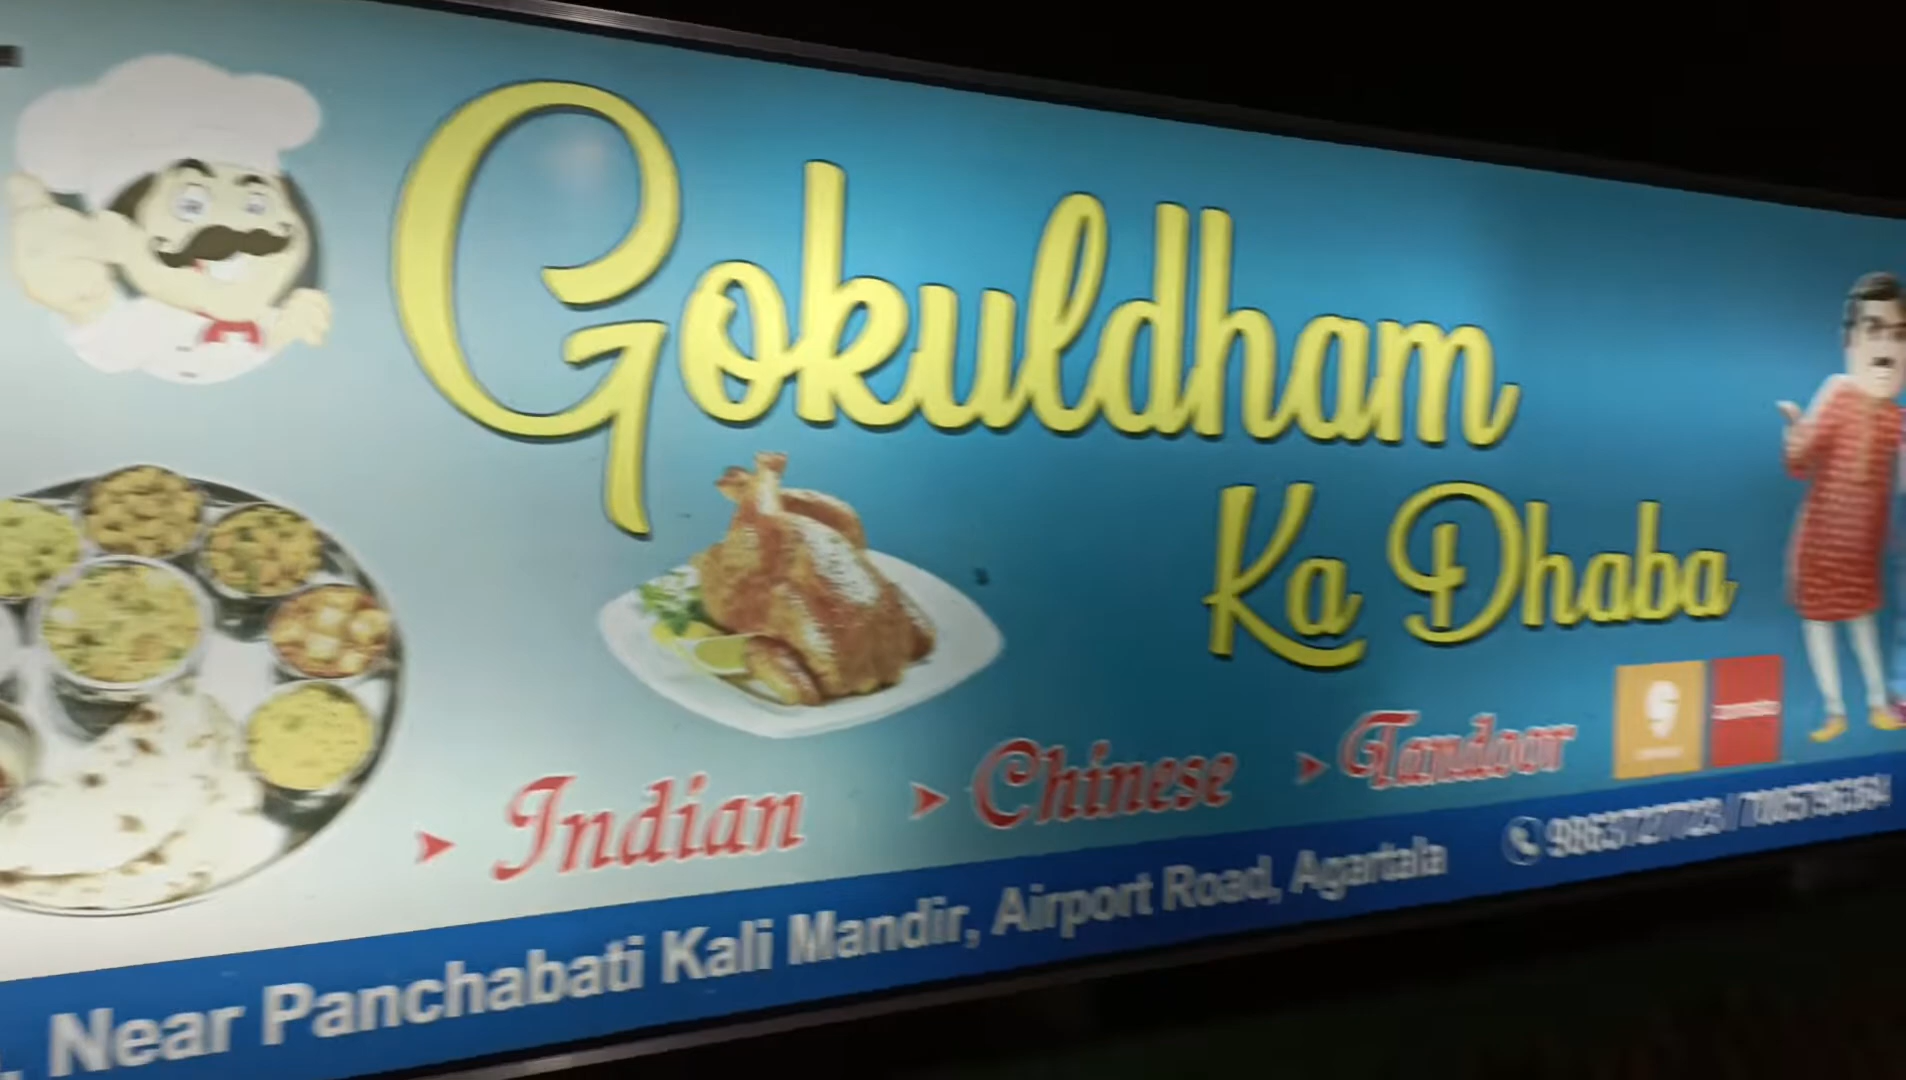 Gokuldham
Ka Dhaba
Indian
Chinese
Tandoor
Near Panchabati Kali Mandir, Airport Road, Agartala